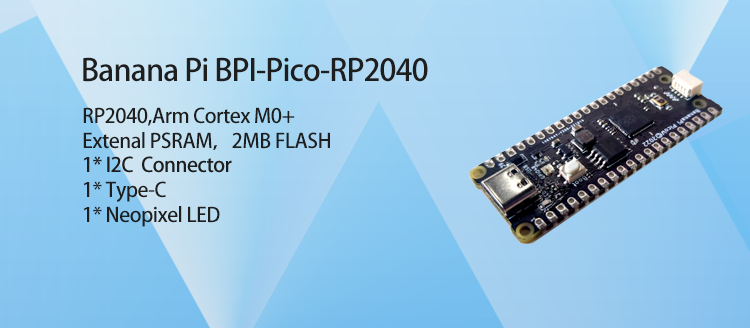 Banana Pi BPI-Pico-RP2040
RP2040,Arm Cortex M0+
Extenal PSRAM, 2MB FLASH
1* I2C Connector
1* Type-C
1* Neopixel LED